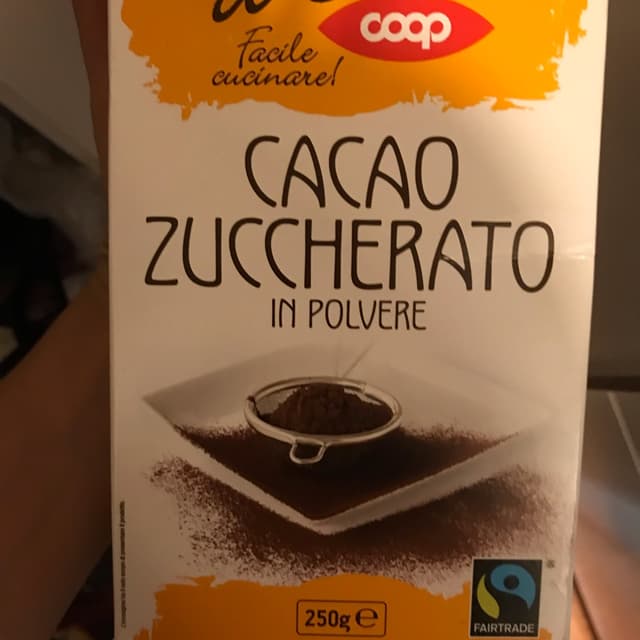 coop
Facile
cucinare!
CACAO
ZUCCHERATO
IN POLVERE
250g e
FAIRTRADE